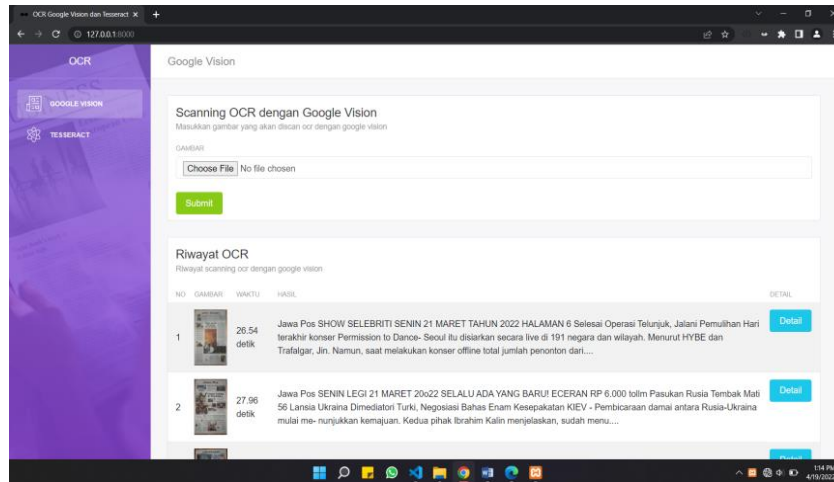 OCR Google Vision dan Tesseract
127.0.0.1:8000
OCR
Google Vision
GOOGLE VISION
TESSERACT
Scanning OCR dengan Google Vision
Masukkan gambar yang akan discan ocr dengan google vision
GAMBAR
Choose File No file chosen
Submit
Riwayat OCR
Riwayat scanning ocr dengan google vision
NO GAMBAR WAKTU HASIL DETAIL
1
26.54
detik
Jawa Pos SHOW SELEBRITI SENIN 21 MARET TAHUN 2022 HALAMAN 6 Selesai Operasi Telunjuk, Jalani Pemulihan Hari
terakhir konser Permission to Dance- Seoul itu disiarkan secara live di 191 negara dan wilayah. Menurut HYBE dan
Trafalgar, Jin. Namun, saat melakukan konser offline total jumlah penonton dari....
Detail
2
27.96
detik
Jawa Pos SENIN LEGI 21 MARET 20o22 SELALU ADA YANG BARU! ECERAN RP 6.000 tollm Pasukan Rusia Tembak Mati
56 Lansia Ukraina Dimediatori Turki, Negosiasi Bahas Enam Kesepakatan KIEV - Pembicaraan damai antara Rusia-Ukraina
mulai me- nunjukkan kemajuan. Kedua pihak Ibrahim Kalin menjelaskan, sudah menu....
Detail
1:14 PM
4/19/2022